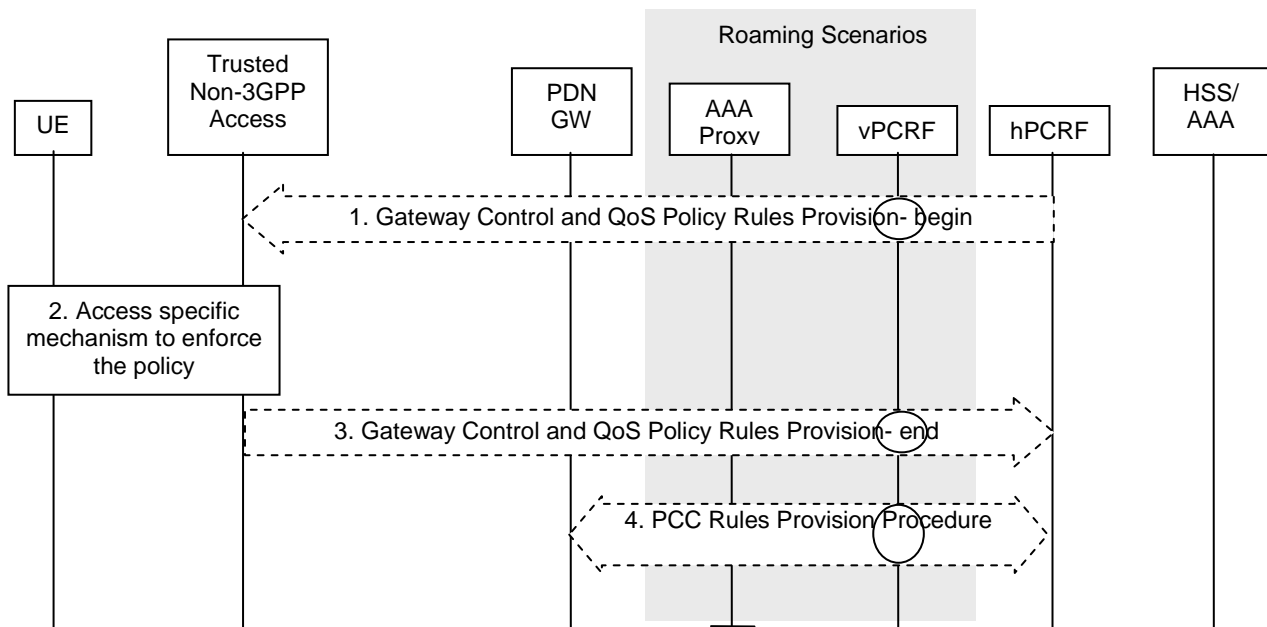 Roaming Scenarios
UE
Trusted
Non-3GPP
Access
PDN
GW
AAA
Proxy
vPCRF
hPCRF
HSS/
AAA
1. Gateway Control and QoS Policy Rules Provision- begin
2. Access specific
mechanism to enforce
the policy
3. Gateway Control and QoS Policy Rules Provision- end
4. PCC Rules Provision Procedure